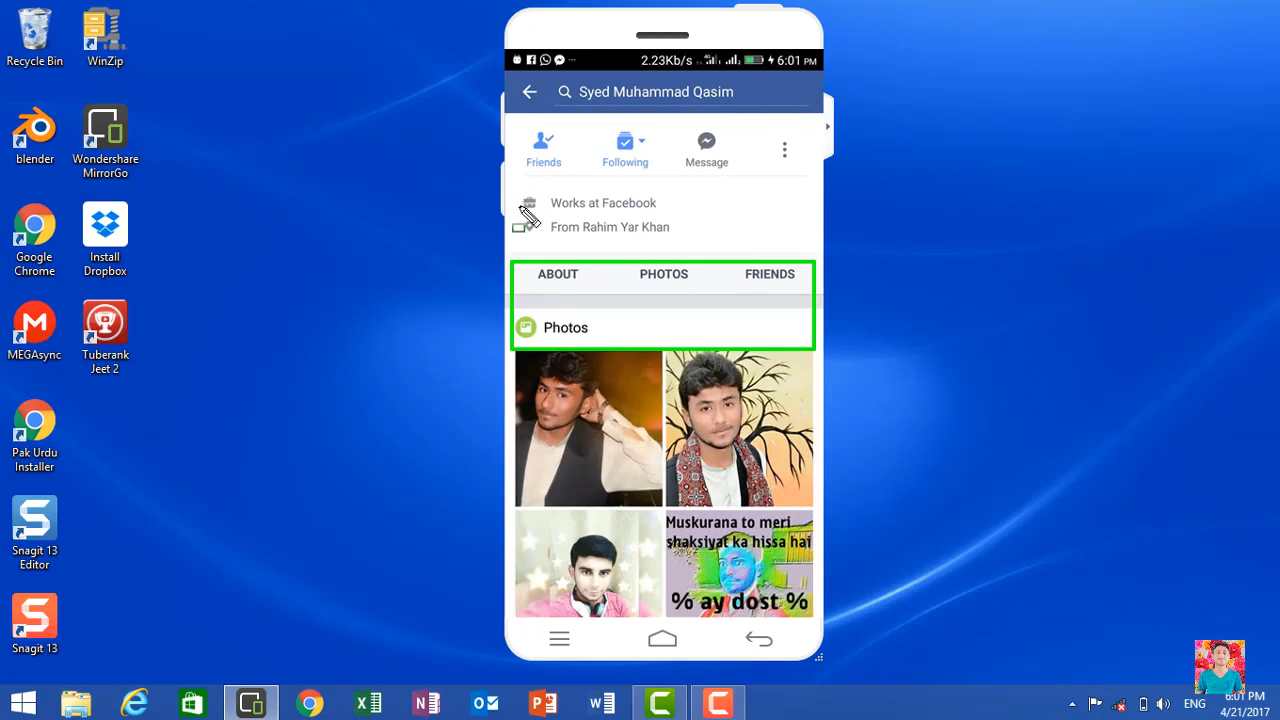 Recycle Bin
WinZip
blender
Wondershare
MirrorGo
Google
Chrome
Install
Dropbox
MEGAsync
Tuberank
Jeet 2
Pak Urdu
Installer
Snagit 13
Editor
Snagit 13
2.23Kb/s
4G
6:01 PM
Syed Muhammad Qasim
Friends
Following
Message
Works at Facebook
From Rahim Yar Khan
ABOUT
PHOTOS
FRIENDS
Photos
Muskurana to meri
shaksiyat ka hissa hai
% ay dost %
ENG
6:01 PM
4/21/2017